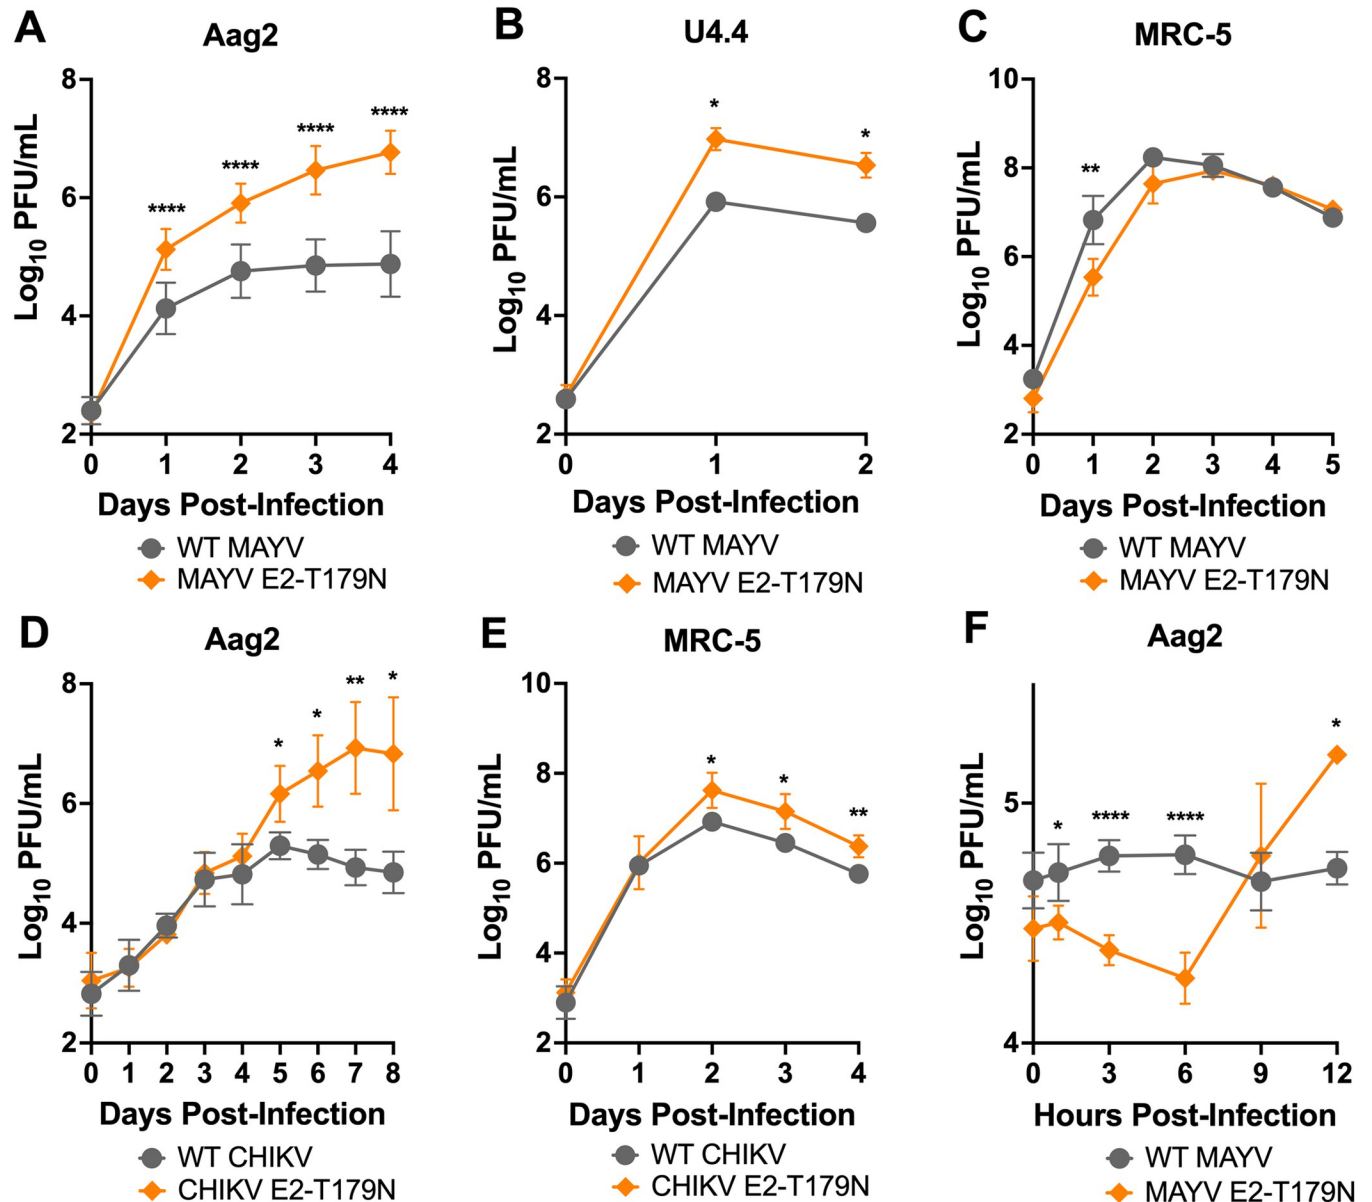 A
Aag2
Log10 PFU/mL
8
6
4
2
****
****
****
****
0 1 2 3 4
Days Post-Infection
WT MAYV
MAYV E2-T179N
B
U4.4
Log10 PFU/mL
8
6
4
2
*
*
0 1 2
Days Post-Infection
WT MAYV
MAYV E2-T179N
C
MRC-5
Log10 PFU/mL
10
8
6
4
2
**
0 1 2 3 4 5
Days Post-Infection
WT MAYV
MAYV E2-T179N
D
Aag2
Log10 PFU/mL
8
6
4
2
*
*
**
*
0 1 2 3 4 5 6 7 8
Days Post-Infection
WT CHIKV
CHIKV E2-T179N
E
MRC-5
Log10 PFU/mL
10
8
6
4
2
*
*
**
0 1 2 3 4
Days Post-Infection
WT CHIKV
CHIKV E2-T179N
F
Aag2
Log10 PFU/mL
5
4
*
****
****
*
0 3 6 9 12
Hours Post-Infection
WT MAYV
MAYV E2-T179N